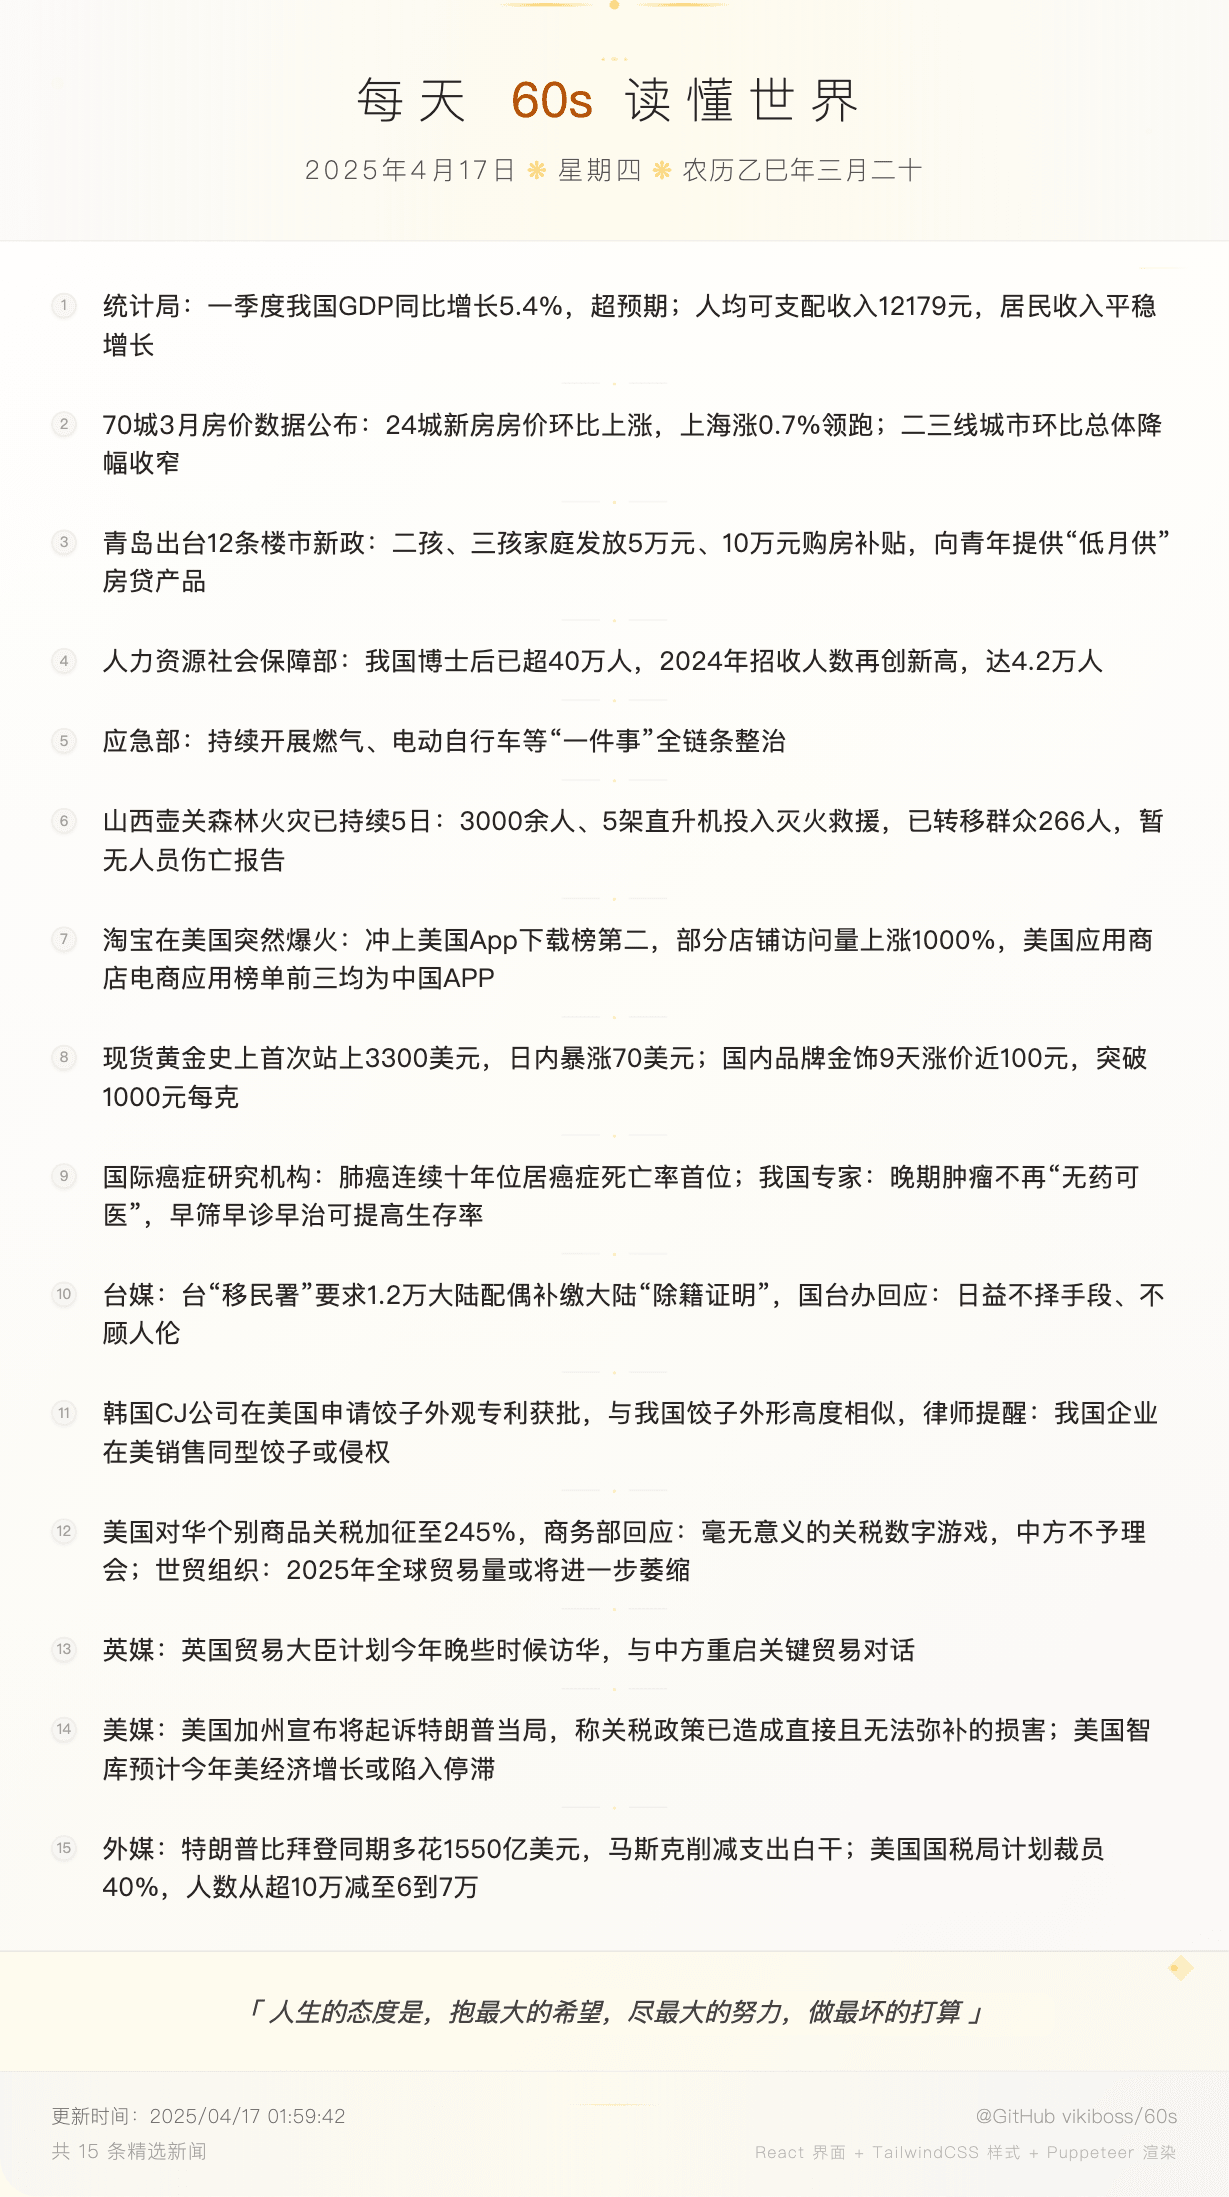 每天 60s 读懂世界
2025年4月17日 ❋ 星期四 ❋ 农历乙巳年三月二十
1 统计局：一季度我国GDP同比增长5.4%，超预期；人均可支配收入12179元，居民收入平稳
增长
2 70城3月房价数据公布：24城新房房价环比上涨，上海涨0.7%领跑；二三线城市环比总体降
幅收窄
3 青岛出台12条楼市新政：二孩、三孩家庭发放5万元、10万元购房补贴，向青年提供“低月供”
房贷产品
4 人力资源社会保障部：我国博士后已超40万人，2024年招收人数再创新高，达4.2万人
5 应急部：持续开展燃气、电动自行车等“一件事”全链条整治
6 山西壶关森林火灾已持续5日：3000余人、5架直升机投入灭火救援，已转移群众266人，暂
无人员伤亡报告
7 淘宝在美国突然爆火：冲上美国App下载榜第二，部分店铺访问量上涨1000%，美国应用商
店电商应用榜单前三均为中国APP
8 现货黄金史上首次站上3300美元，日内暴涨70美元；国内品牌金饰9天涨价近100元，突破
1000元每克
9 国际癌症研究机构：肺癌连续十年位居癌症死亡率首位；我国专家：晚期肿瘤不再“无药可
医”，早筛早诊早治可提高生存率
10 台媒：台“移民署”要求1.2万大陆配偶补缴大陆“除籍证明”，国台办回应：日益不择手段、不
顾人伦
11 韩国CJ公司在美国申请饺子外观专利获批，与我国饺子外形高度相似，律师提醒：我国企业
在美销售同型饺子或侵权
12 美国对华个别商品关税加征至245%，商务部回应：毫无意义的关税数字游戏，中方不予理
会；世贸组织：2025年全球贸易量或将进一步萎缩
13 英媒：英国贸易大臣计划今年晚些时候访华，与中方重启关键贸易对话
14 美媒：美国加州宣布将起诉特朗普当局，称关税政策已造成直接且无法弥补的损害；美国智
库预计今年美经济增长或陷入停滞
15 外媒：特朗普比拜登同期多花1550亿美元，马斯克削减支出白干；美国国税局计划裁员
40%，人数从超10万减至6到7万
「 人生的态度是，抱最大的希望，尽最大的努力，做最坏的打算 」
更新时间：2025/04/17 01:59:42
@GitHub vikiboss/60s
共 15 条精选新闻
React 界面 + TailwindCSS 样式 + Puppeteer 渲染